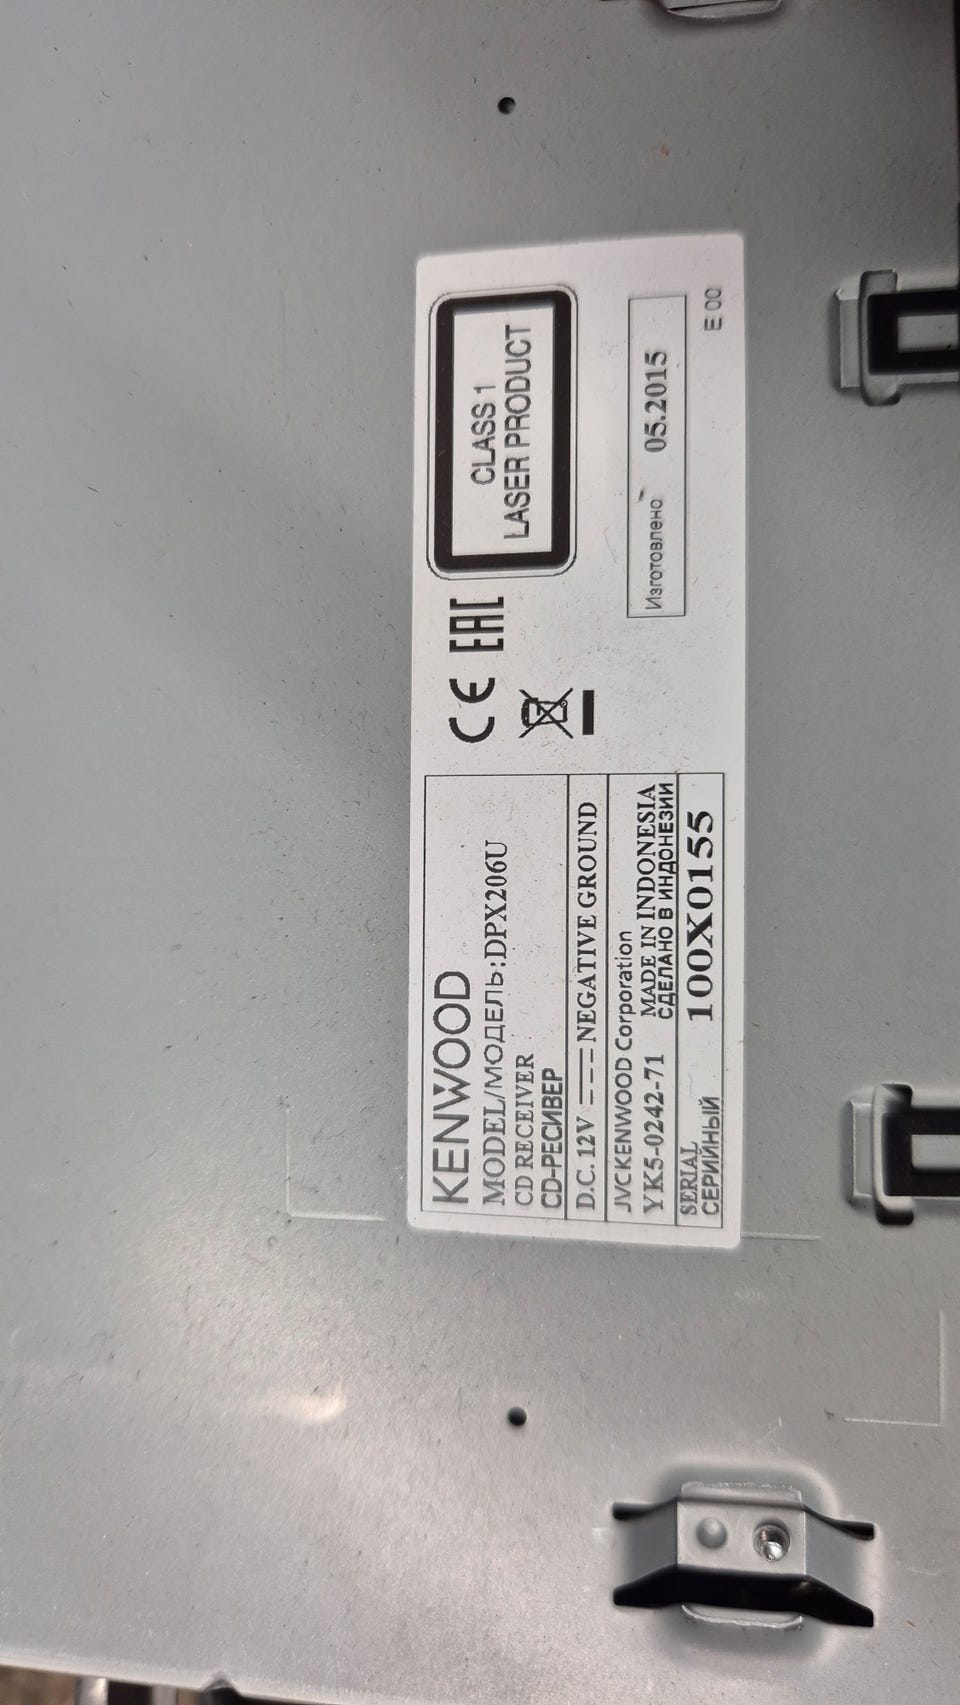 KENWOOD
MODEL/МОДЕЛЬ:DPX206U
CD RECEIVER
CD-РЕСИВЕР
D.C. 12V NEGATIVE GROUND
JVCKENWOOD Corporation
YK5-0242-71 MADE IN INDONESIA
СДЕЛАНО В ИНДОНЕЗИИ
SERIAL
СЕРИЙНЫЙ 100X0155
CE EAC
CLASS 1
LASER PRODUCT
Изготовлено 05.2015
E 00